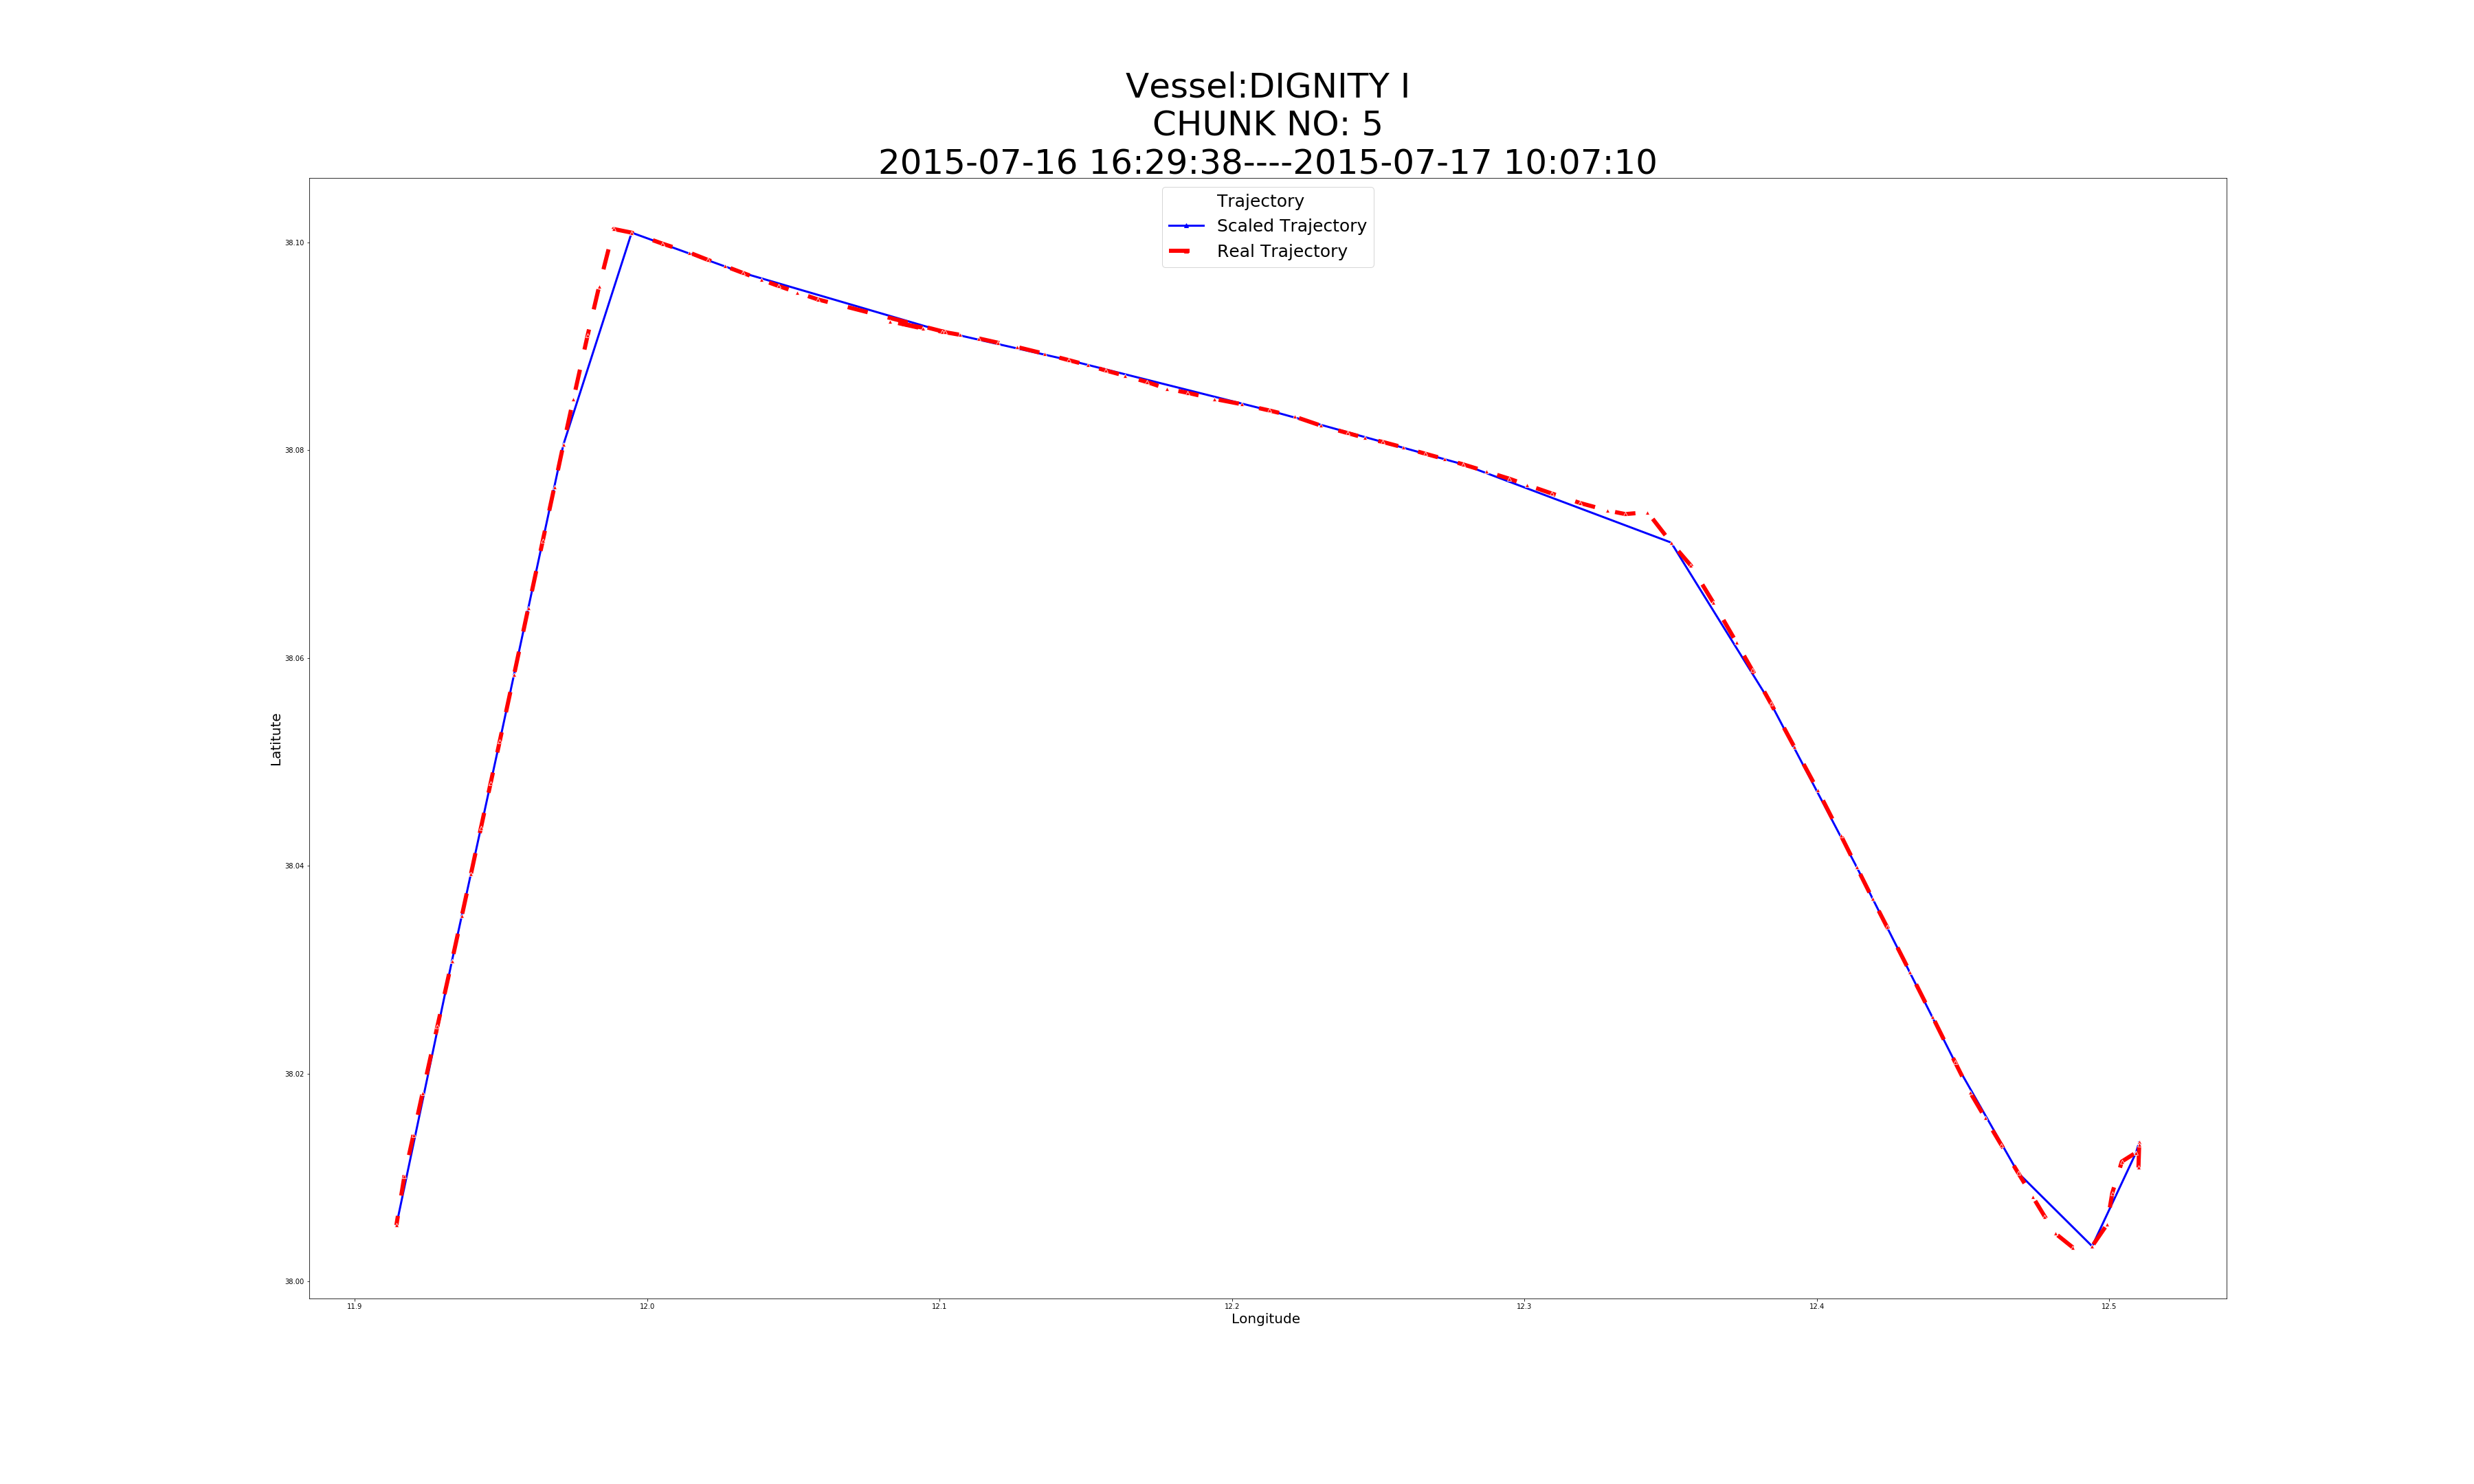 Vessel:DIGNITY I
CHUNK NO: 5
2015-07-16 16:29:38----2015-07-17 10:07:10
Trajectory
Scaled Trajectory
Real Trajectory
38.10
38.08
38.06
38.04
38.02
38.00
Latitute
11.9 12.0 12.1 12.2 12.3 12.4 12.5
Longitude